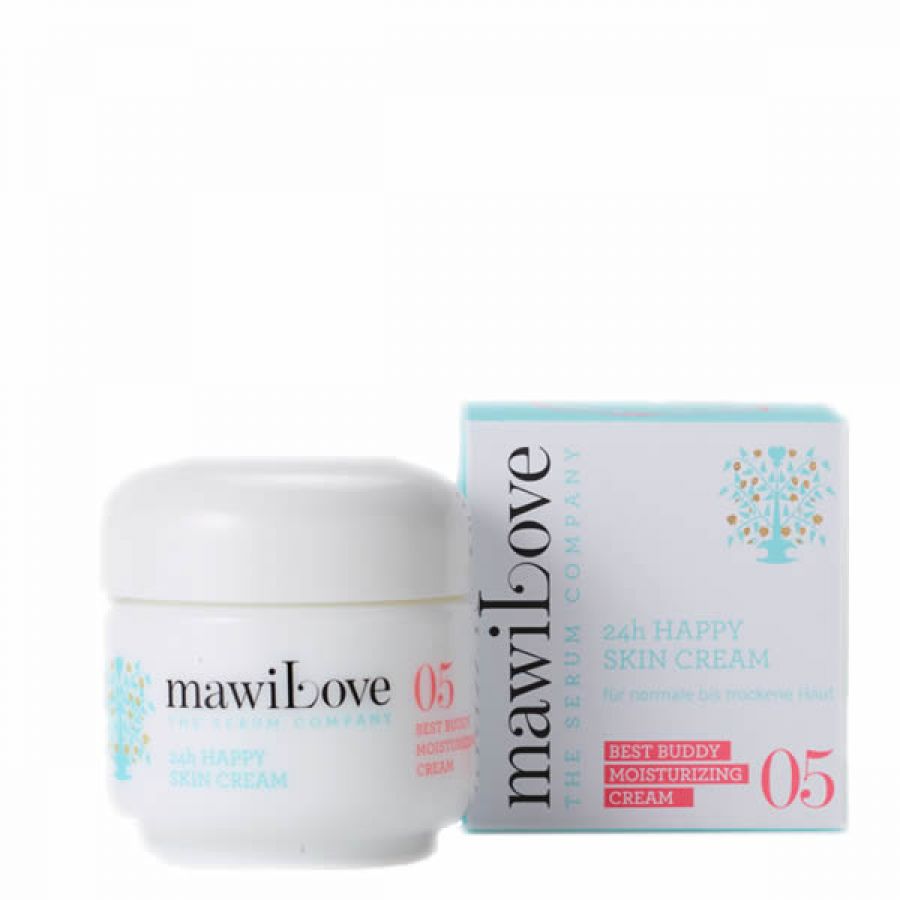 mawiLove
THE SERUM COMPANY
24h HAPPY
SKIN CREAM
05
BEST BUDDY
MOISTURIZING
CREAM
mawiLove
THE SERUM COMPANY
24h HAPPY
SKIN CREAM
für normale bis trockene Haut
BEST BUDDY
MOISTURIZING
CREAM
05